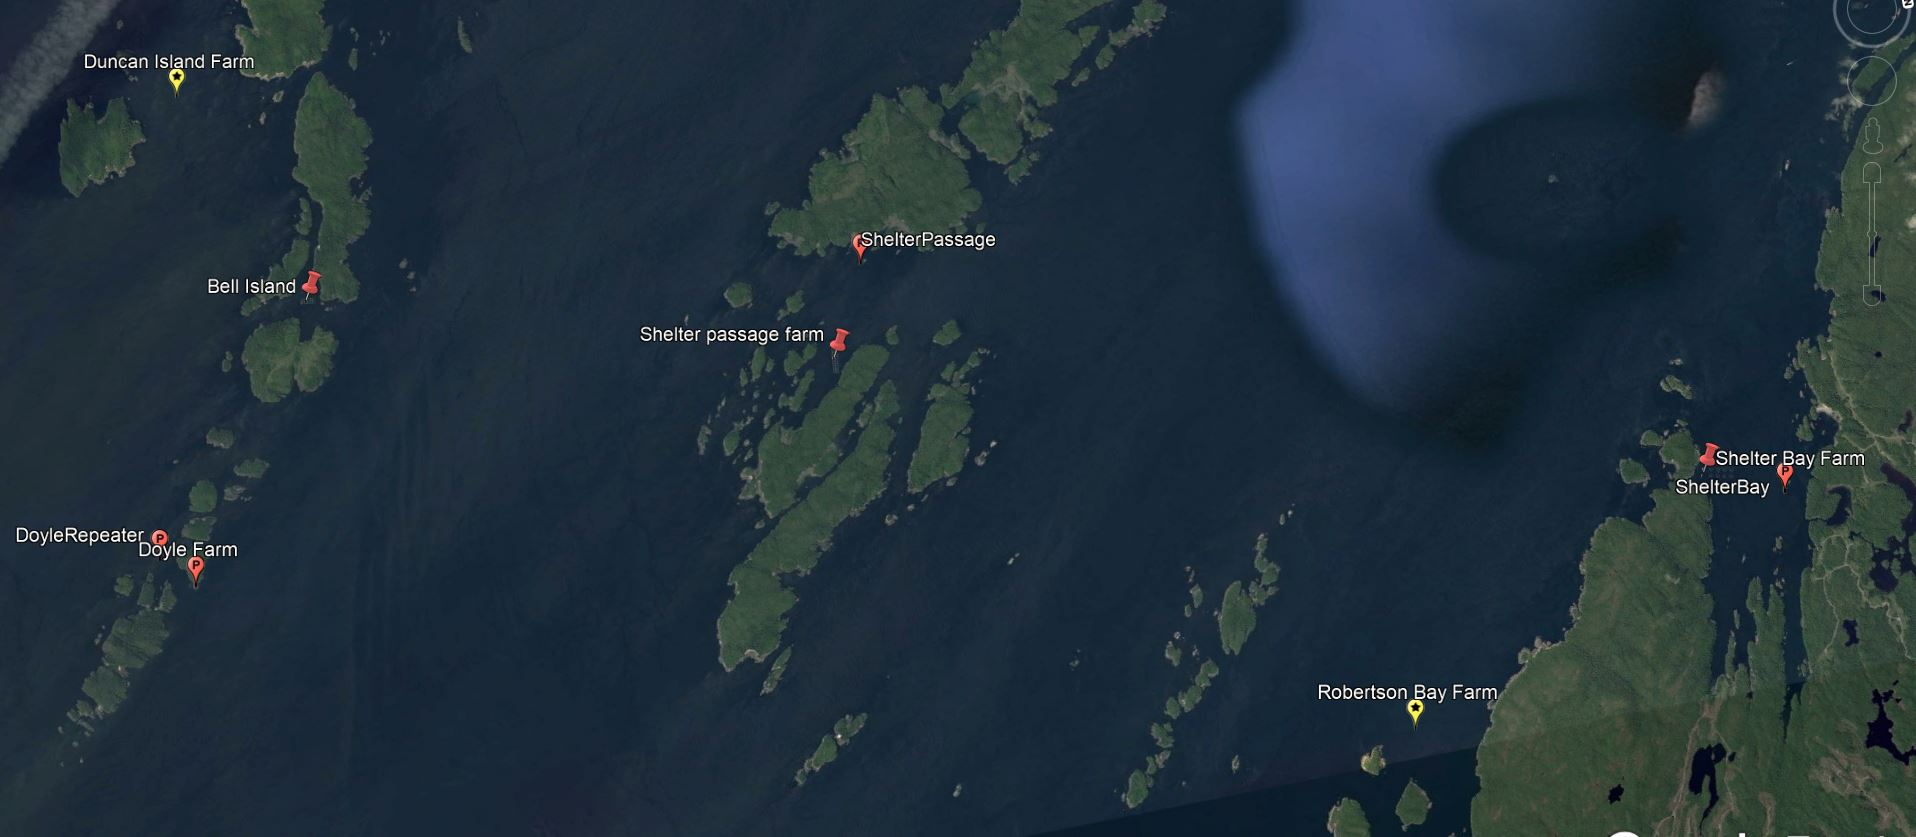 Duncan Island Farm
ShelterPassage
Bell Island
Shelter passage farm
Shelter Bay Farm
P
ShelterBay
DoyleRepeater P
Doyle Farm
P
Robertson Bay Farm